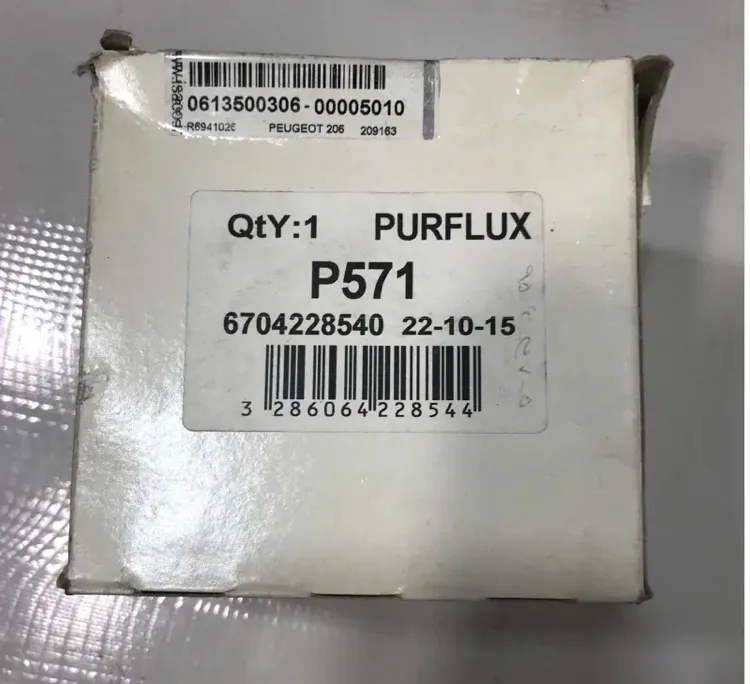 0613500306-00005010
R6941026 PEUGEOT 206 209163
QtY:1 PURFLUX
P571
6704228540 22-10-15
3 286064 228544